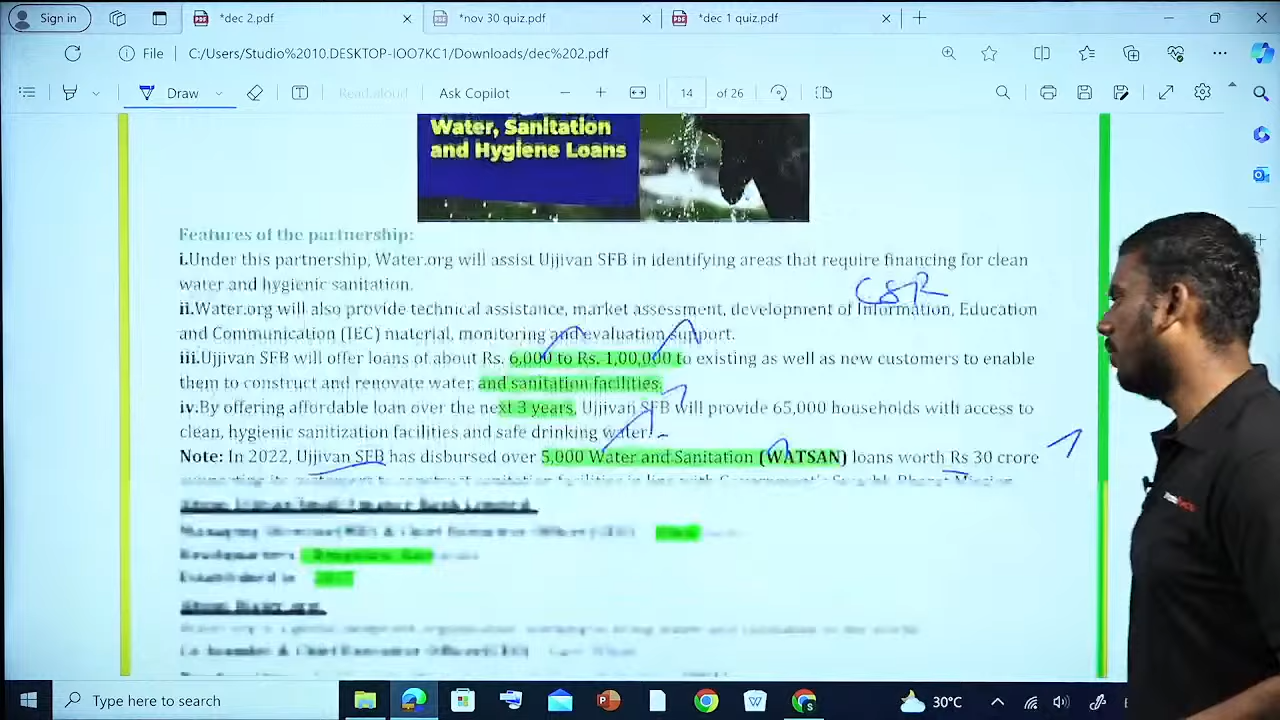 Sign in
*dec 2.pdf
*nov 30 quiz.pdf
*dec 1 quiz.pdf
File
C:/Users/Studio%2010.DESKTOP-IOO7KC1/Downloads/dec%202.pdf
Draw
Read aloud
Ask Copilot
14
of 26
Water, Sanitation
and Hygiene Loans
Features of the partnership:
i.Under this partnership, Water.org will assist Ujjivan SFB in identifying areas that require financing for clean
water and hygienic sanitation.
CSR
ii.Water.org will also provide technical assistance, market assessment, development of Information, Education
and Communication (IEC) material, monitoring and evaluation support.
iii.Ujjivan SFB will offer loans of about Rs. 6,000 to Rs. 1,00,000 to existing as well as new customers to enable
them to construct and renovate water and sanitation facilities.
iv.By offering affordable loan over the next 3 years, Ujjivan SFB will provide 65,000 households with access to
clean, hygienic sanitization facilities and safe drinking water.
Note: In 2022, Ujjivan SFB has disbursed over 5,000 Water and Sanitation (WATSAN) loans worth Rs 30 crore
Headquarters
Established in 2017
Type here to search
30°C